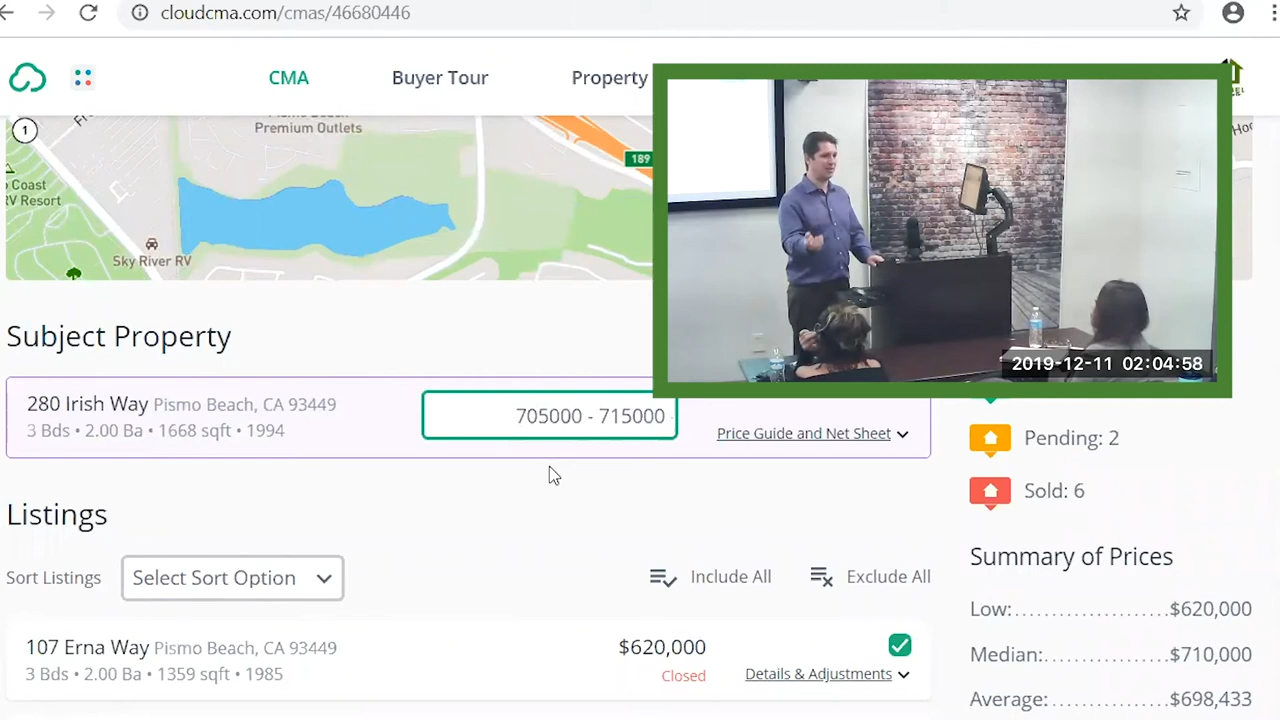 cloudcma.com/cmas/46680446
CMA
Buyer Tour
Property
1
Pismo Beach
Premium Outlets
189
Coast
RV Resort
Sky River RV
Subject Property
280 Irish Way Pismo Beach, CA 93449
3 Bds • 2.00 Ba • 1668 sqft • 1994
705000 - 715000
Price Guide and Net Sheet
2019-12-11 02:04:58
Pending: 2
Sold: 6
Listings
Sort Listings
Select Sort Option
Include All
Exclude All
107 Erna Way Pismo Beach, CA 93449
3 Bds • 2.00 Ba • 1359 sqft • 1985
$620,000
Closed
Details & Adjustments
Summary of Prices
Low:......................$620,000
Median:...................$710,000
Average:..................$698,433